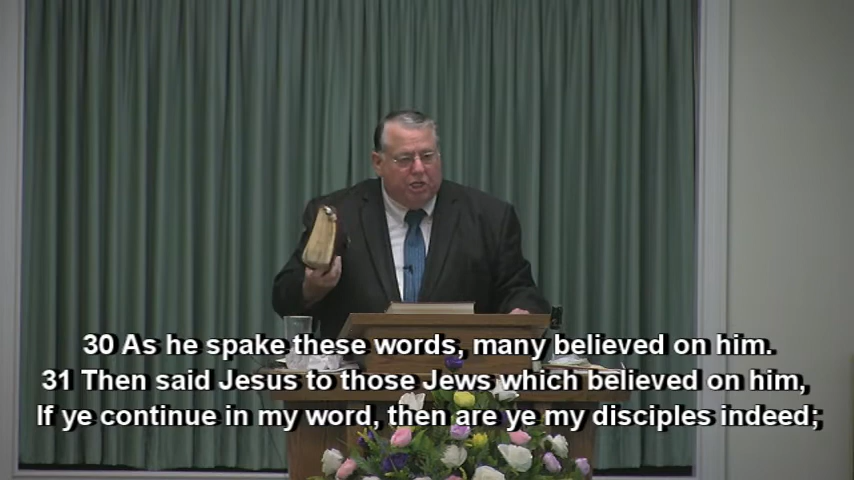 30 As he spake these words, many believed on him.
31 Then said Jesus to those Jews which believed on him,
If ye continue in my word, then are ye my disciples indeed;